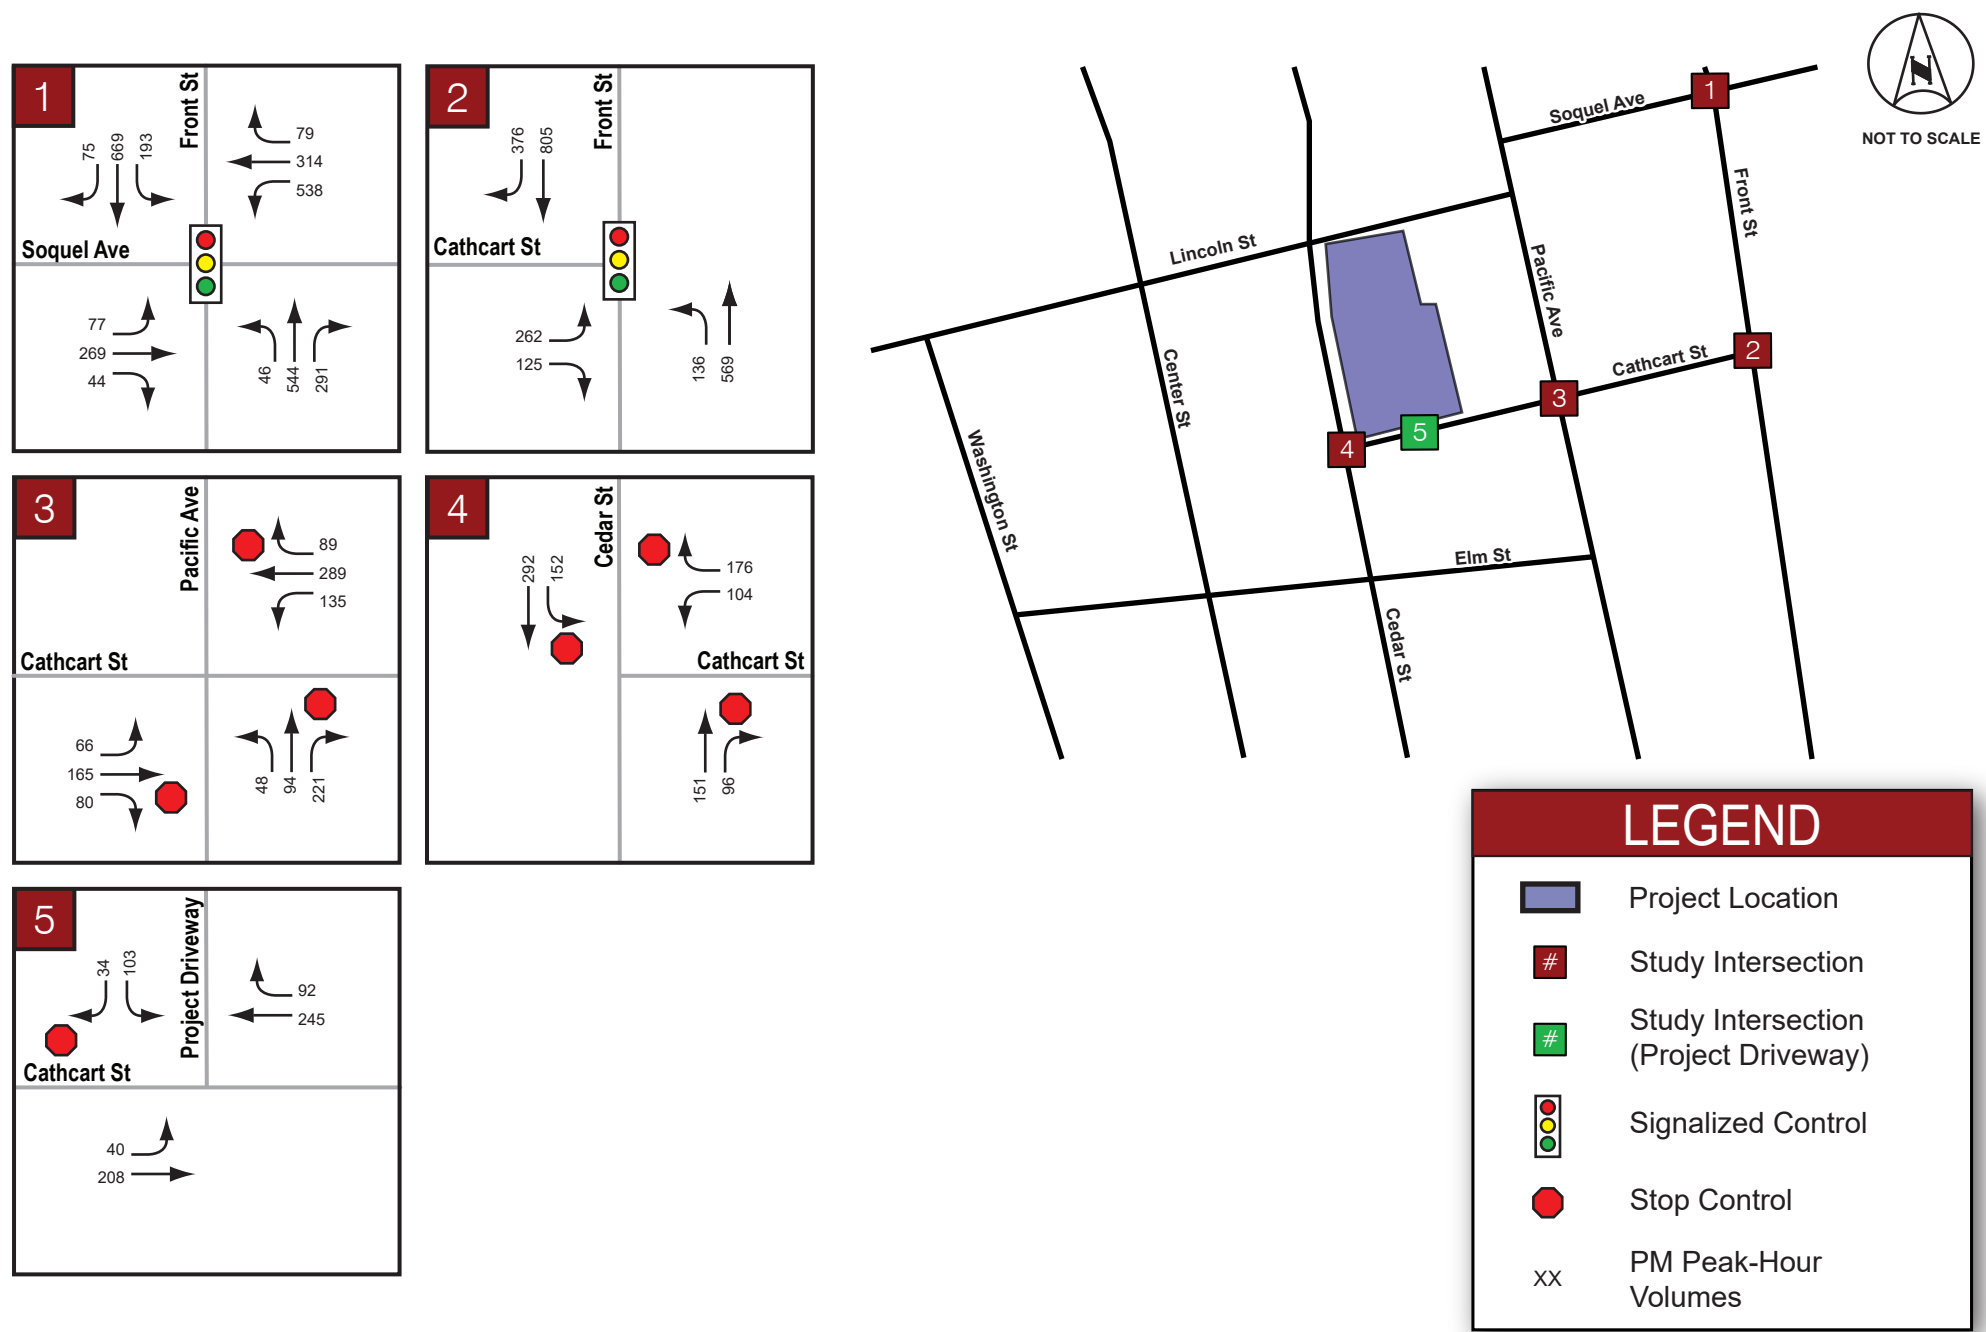 1
Front St
75
669
193
79
314
538
Soquel Ave
77
269
44
46
544
291
2
Front St
376
805
Cathcart St
262
125
136
569
3
Pacific Ave
89
289
135
Cathcart St
66
165
80
48
94
221
4
Cedar St
292
152
176
104
Cathcart St
151
96
5
Project Driveway
34
103
92
245
Cathcart St
40
208
N
NOT TO SCALE
1
Soquel Ave
Front St
Lincoln St
Pacific Ave
Center St
Cathcart St
2
3
4
5
Washington St
Elm St
Cedar St
LEGEND
Project Location
# Study Intersection
# Study Intersection
(Project Driveway)
Signalized Control
Stop Control
XX PM Peak-Hour
Volumes